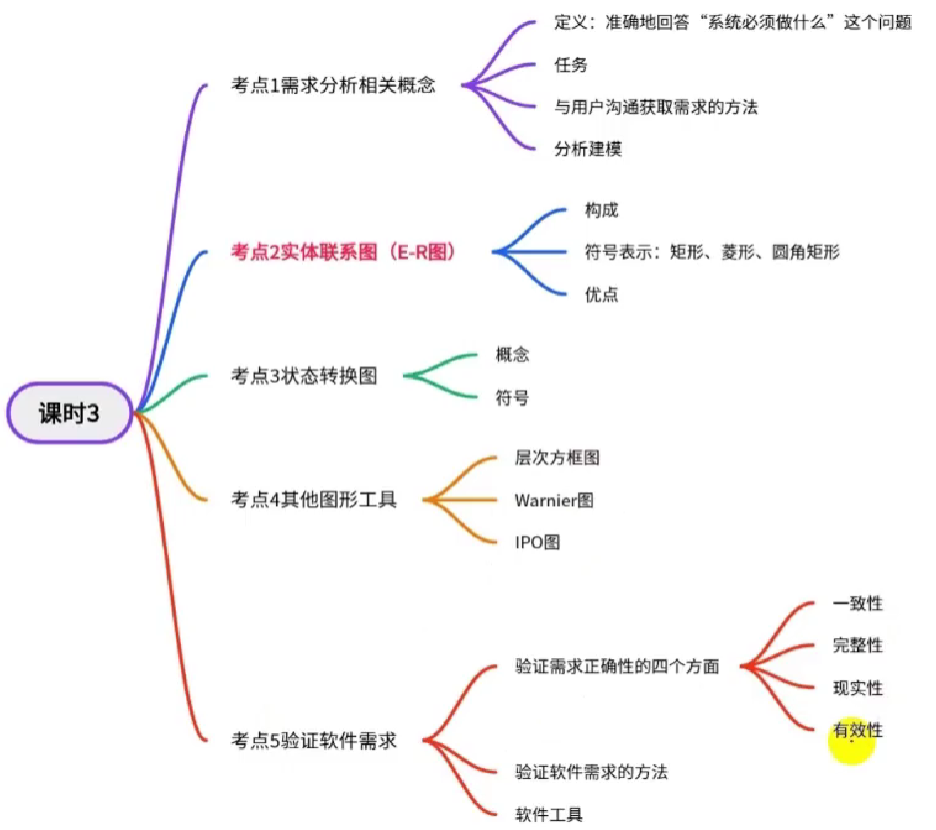 课时3
考点1需求分析相关概念
定义：准确地回答“系统必须做什么”这个问题
任务
与用户沟通获取需求的方法
分析建模
考点2实体联系图（E-R图）
构成
符号表示：矩形、菱形、圆角矩形
优点
考点3状态转换图
概念
符号
考点4其他图形工具
层次方框图
Warnier图
IPO图
考点5验证软件需求
验证需求正确性的四个方面
一致性
完整性
现实性
有效性
验证软件需求的方法
软件工具